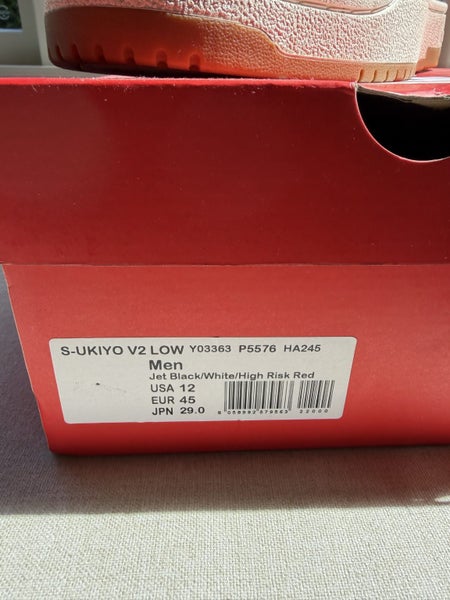 S-UKIYO V2 LOW Y03363 P5576 HA245
Men
Jet Black/White/High Risk Red
USA 12
EUR 45
JPN 29.0
22000